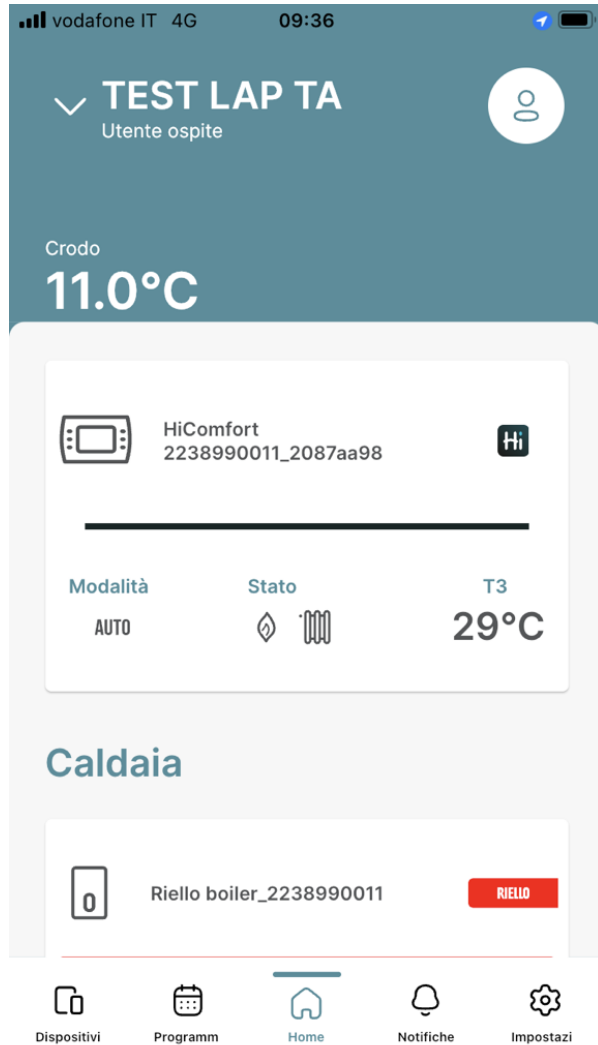 vodafone IT 4G 09:36
TEST LAP TA
Utente ospite
Crodo
11.0°C
HiComfort
2238990011_2087aa98
Hi
Modalità Stato T3
AUTO 29°C
Caldaia
0 Riello boiler_2238990011 RIELLO
Dispositivi Programm Home Notifiche Impostazi